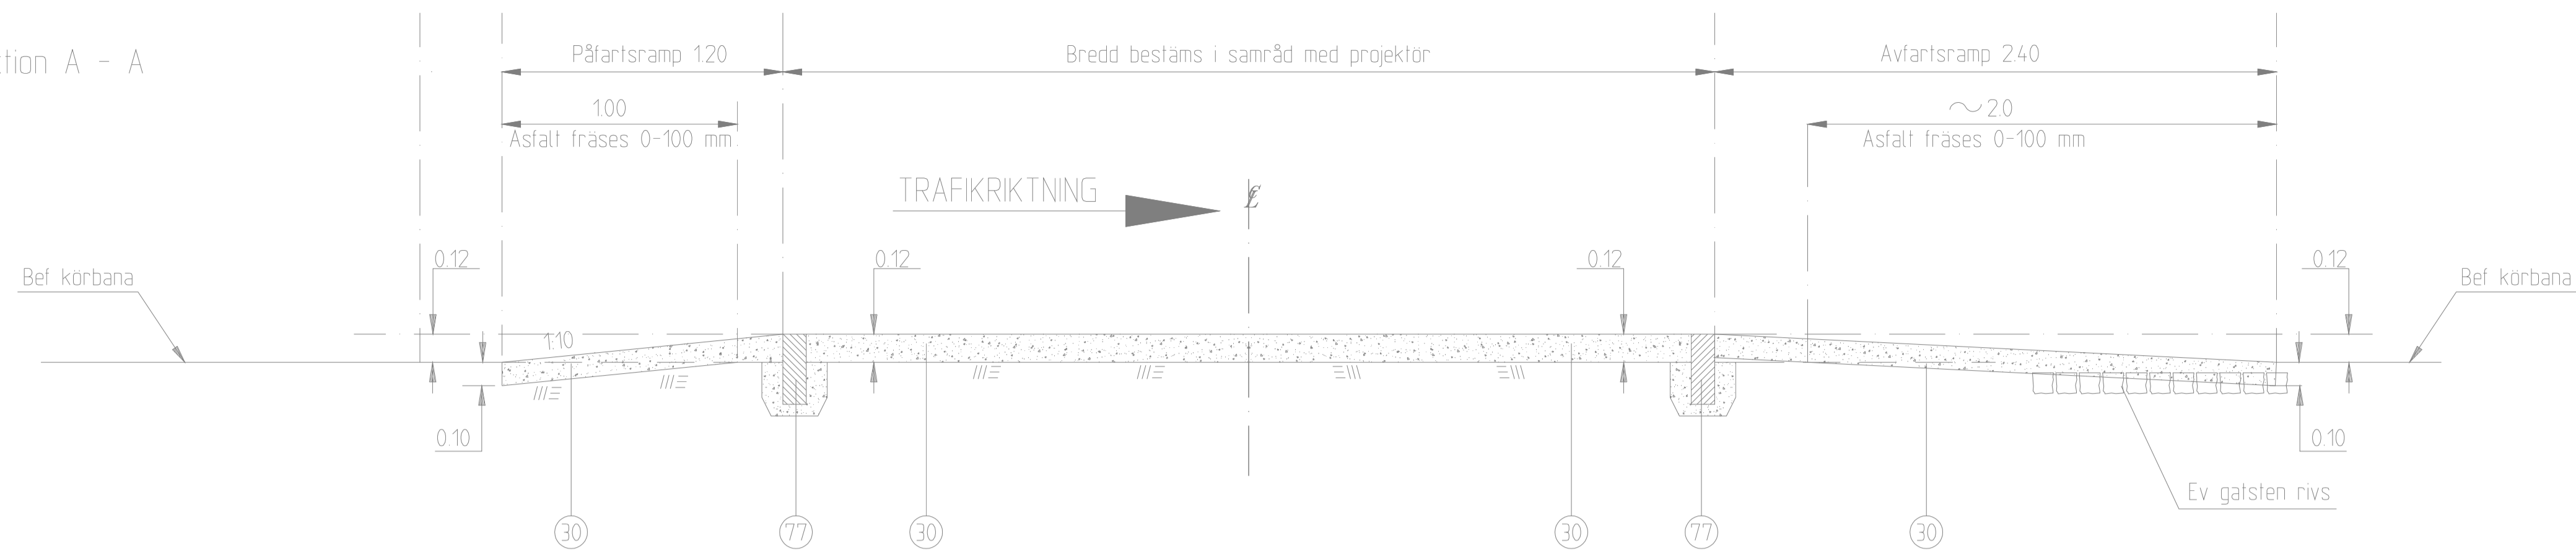 tion A - A
Påfartsramp 1.20
Bredd bestäms i samråd med projektör
Avfartsramp 2.40
1.00
Asfalt fräses 0-100 mm
~ 2.0
Asfalt fräses 0-100 mm
TRAFIKRIKTNING
Bef körbana
0.12
0.12
0.12
0.12
Bef körbana
1:10
0.10
0.10
Ev gatsten rivs
30
77
30
30
77
30